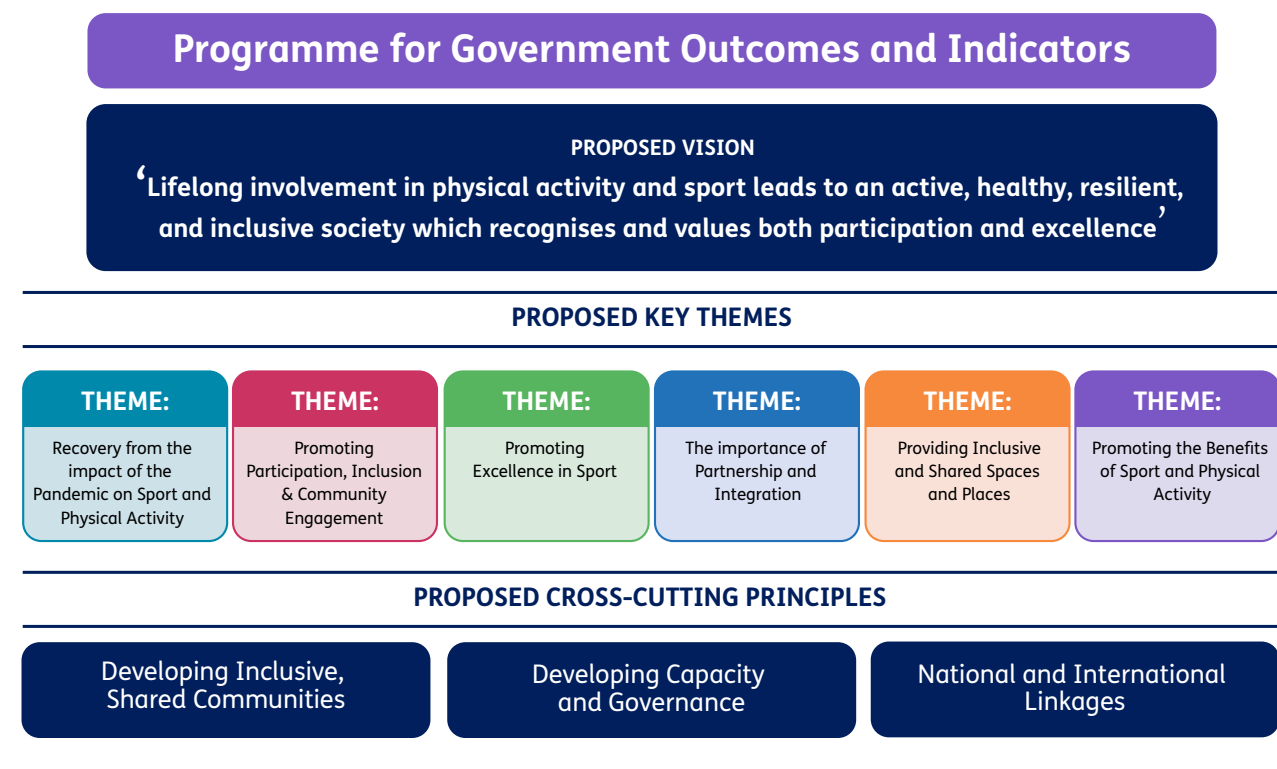 Programme for Government Outcomes and Indicators
PROPOSED VISION
‘Lifelong involvement in physical activity and sport leads to an active, healthy, resilient,
and inclusive society which recognises and values both participation and excellence’
PROPOSED KEY THEMES
THEME:
Recovery from the
impact of the
Pandemic on Sport and
Physical Activity
THEME:
Promoting
Participation, Inclusion
& Community
Engagement
THEME:
Promoting
Excellence in Sport
THEME:
The importance of
Partnership and
Integration
THEME:
Providing Inclusive
and Shared Spaces
and Places
THEME:
Promoting the Benefits
of Sport and Physical
Activity
PROPOSED CROSS-CUTTING PRINCIPLES
Developing Inclusive,
Shared Communities
Developing Capacity
and Governance
National and International
Linkages